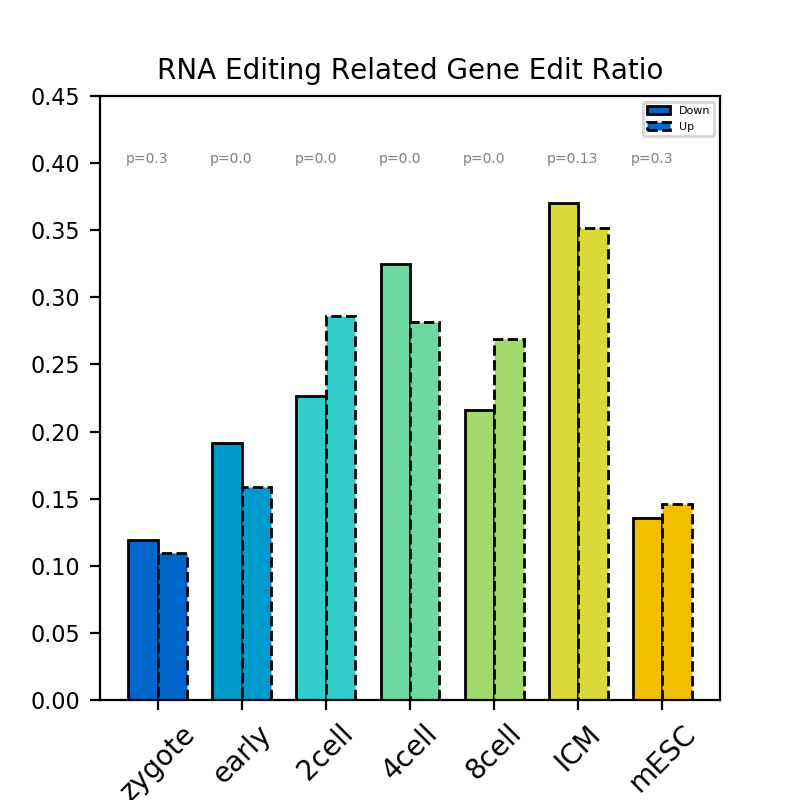 RNA Editing Related Gene Edit Ratio
0.45
Down
Up
0.40
p=0.3 p=0.0 p=0.0 p=0.0 p=0.0 p=0.13 p=0.3
0.35
0.30
0.25
0.20
0.15
0.10
0.05
0.00
zygote early 2cell 4cell 8cell ICM mESC